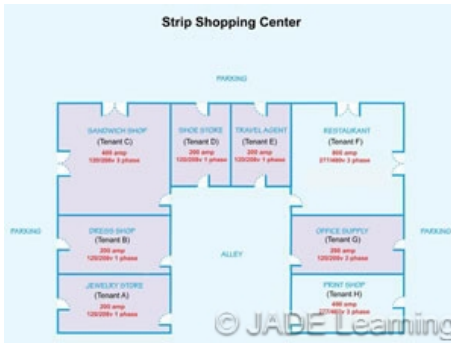 Strip Shopping Center
PARKING
SANDWICH SHOP
(Tenant C)
400 amp
120/208v 3 phase
SHOE STORE
(Tenant D)
200 amp
120/208v 1 phase
TRAVEL AGENT
(Tenant E)
200 amp
120/208v 1 phase
RESTAURANT
(Tenant F)
800 amp
277/480v 3 phase
PARKING
DRESS SHOP
(Tenant B)
200 amp
120/208v 1 phase
ALLEY
OFFICE SUPPLY
(Tenant G)
200 amp
120/208v 3 phase
PARKING
JEWELRY STORE
(Tenant A)
200 amp
120/208v 1 phase
PRINT SHOP
(Tenant H)
400 amp
277/480v 3 phase
© JADE Learning